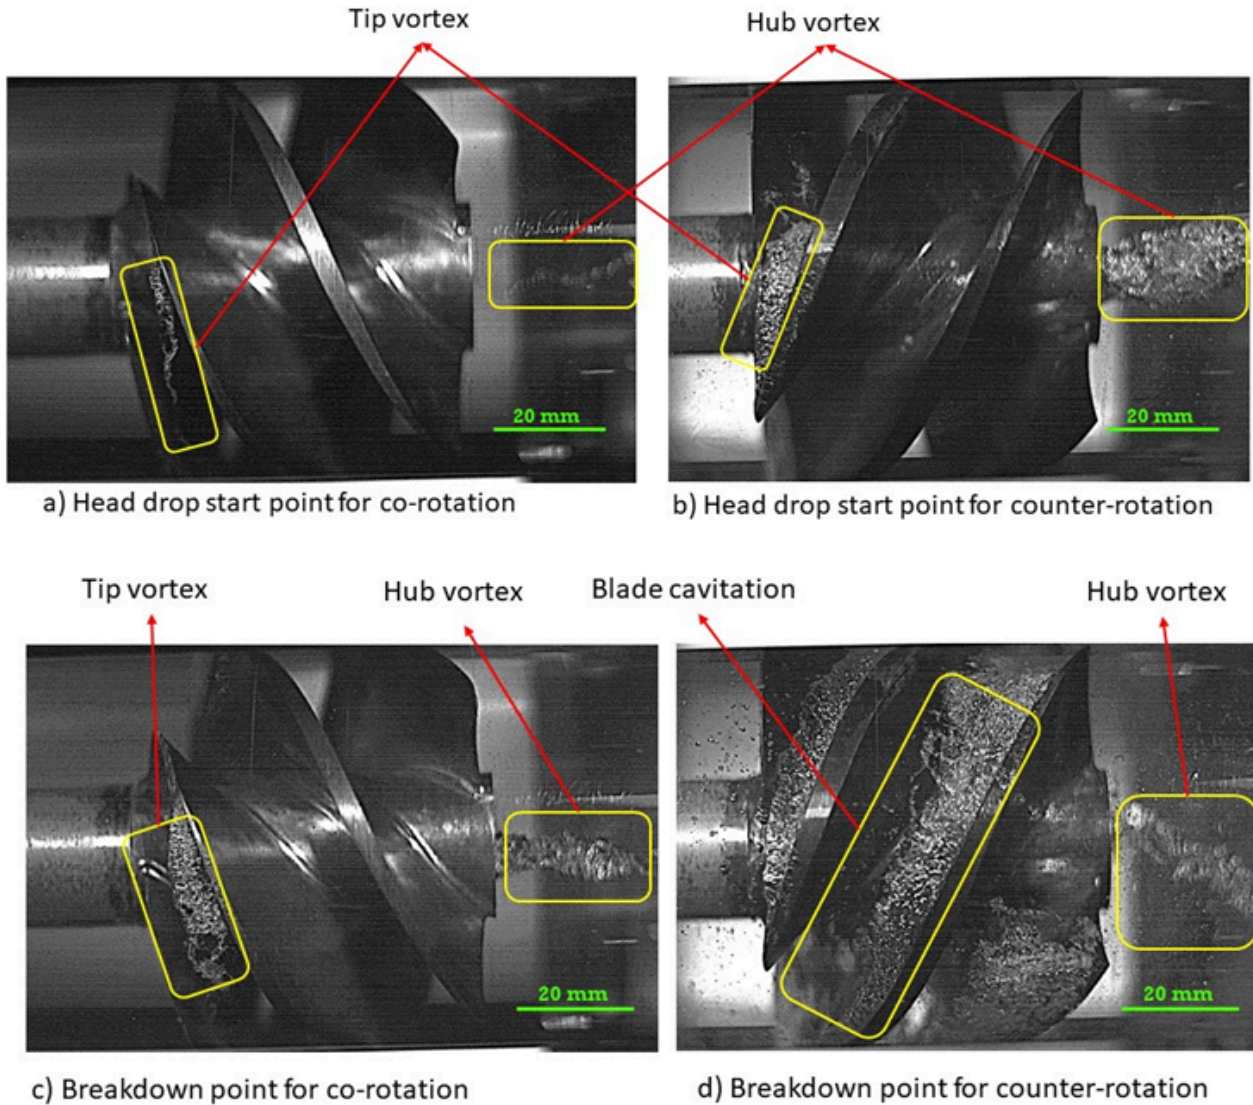 Tip vortex
Hub vortex
20 mm
20 mm
a) Head drop start point for co-rotation
b) Head drop start point for counter-rotation
Tip vortex
Hub vortex
Blade cavitation
Hub vortex
20 mm
20 mm
c) Breakdown point for co-rotation
d) Breakdown point for counter-rotation